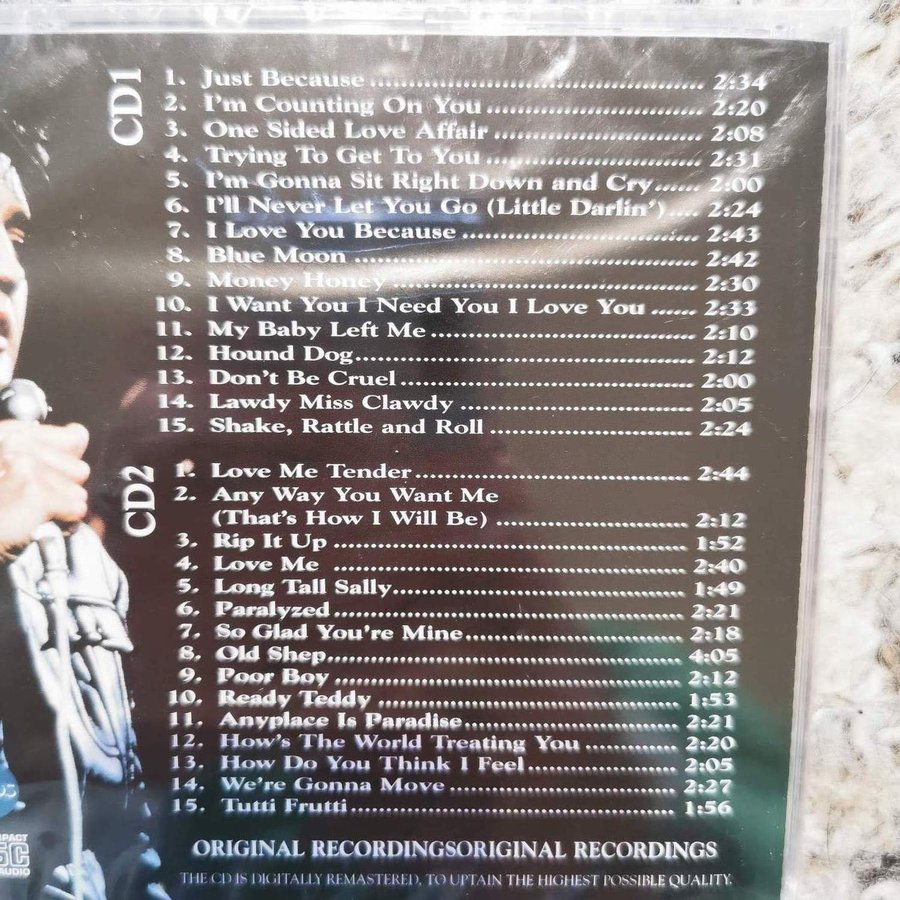 CD1
1. Just Because ........ 2:34
2. I'm Counting On You ........ 2:20
3. One Sided Love Affair ........ 2:08
4. Trying To Get To You ........ 2:31
5. I'm Gonna Sit Right Down and Cry ...... 2:00
6. I'll Never Let You Go (Little Darlin') .... 2:24
7. I Love You Because ........ 2:43
8. Blue Moon ........ 2:42
9. Money Honey ........ 2:30
10. I Want You I Need You I Love You ...... 2:33
11. My Baby Left Me ........ 2:10
12. Hound Dog ........ 2:12
13. Don't Be Cruel ........ 2:00
14. Lawdy Miss Clawdy ........ 2:05
15. Shake, Rattle and Roll ........ 2:24
CD2
1. Love Me Tender ........ 2:44
2. Any Way You Want Me
(That's How I Will Be) ........ 2:12
3. Rip It Up ........ 1:52
4. Love Me ........ 2:40
5. Long Tall Sally ........ 1:49
6. Paralyzed ........ 2:21
7. So Glad You're Mine ........ 2:18
8. Old Shep ........ 4:05
9. Poor Boy ........ 2:12
10. Ready Teddy ........ 1:53
11. Anyplace Is Paradise ........ 2:21
12. How's The World Treating You ........ 2:20
13. How Do You Think I Feel ........ 2:05
14. We're Gonna Move ........ 2:27
15. Tutti Frutti ........ 1:56
ORIGINAL RECORDINGSORIGINAL RECORDINGS
THE CD IS DIGITALLY REMASTERED, TO UPTAIN THE HIGHEST POSSIBLE QUALITY.
AUDIO